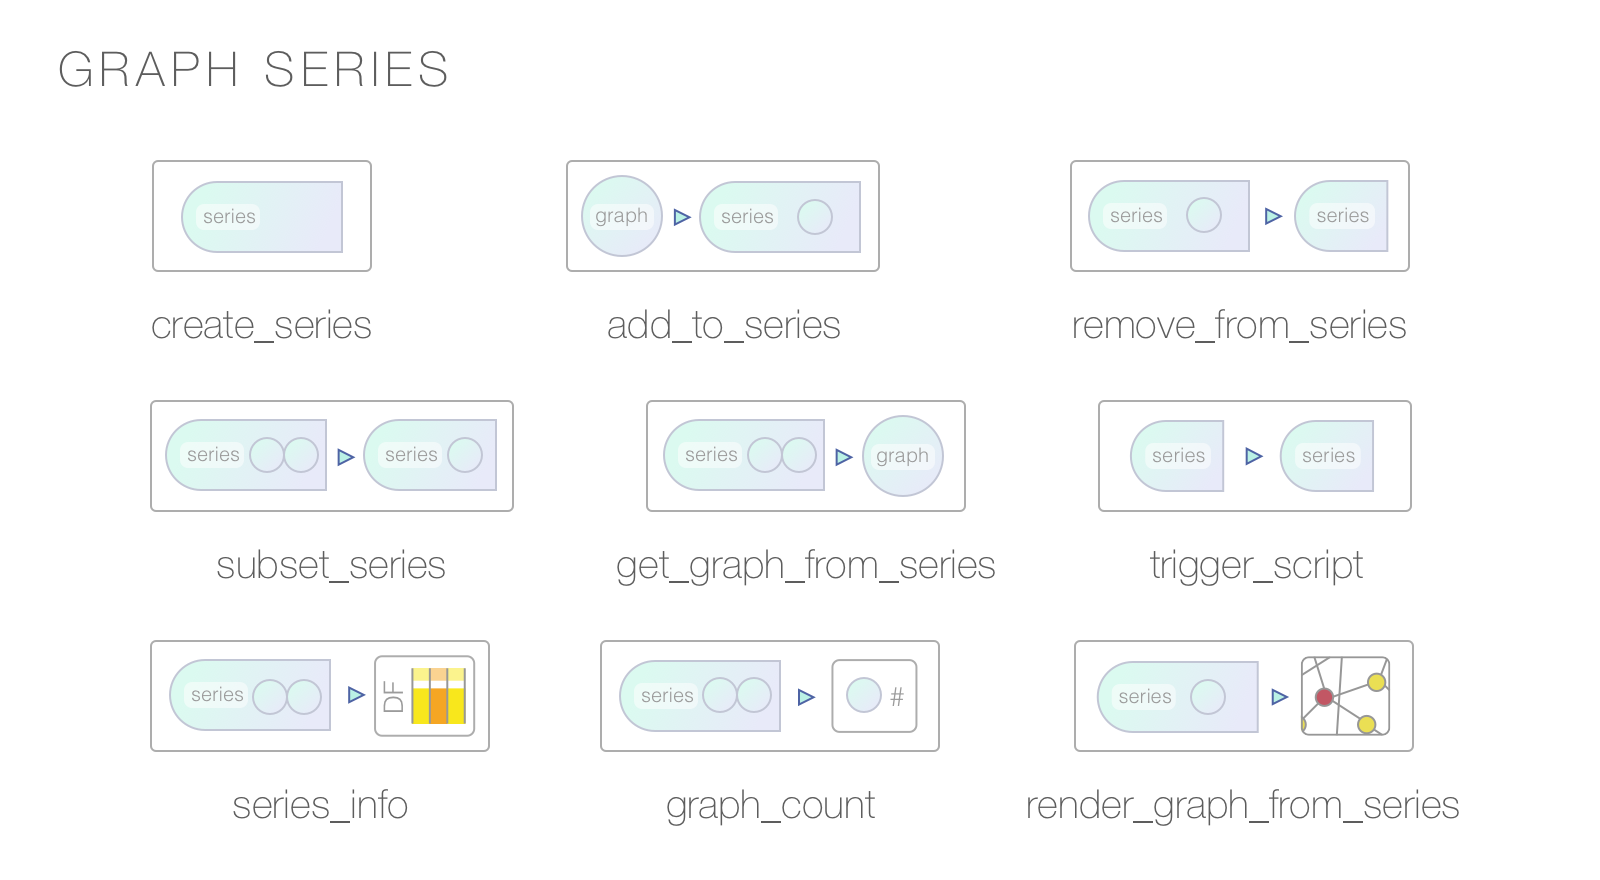 GRAPH SERIES
series
graph series
series series
create_series
add_to_series
remove_from_series
series series
series graph
series series
subset_series
get_graph_from_series
trigger_script
series DF
series #
series
series_info
graph_count
render_graph_from_series